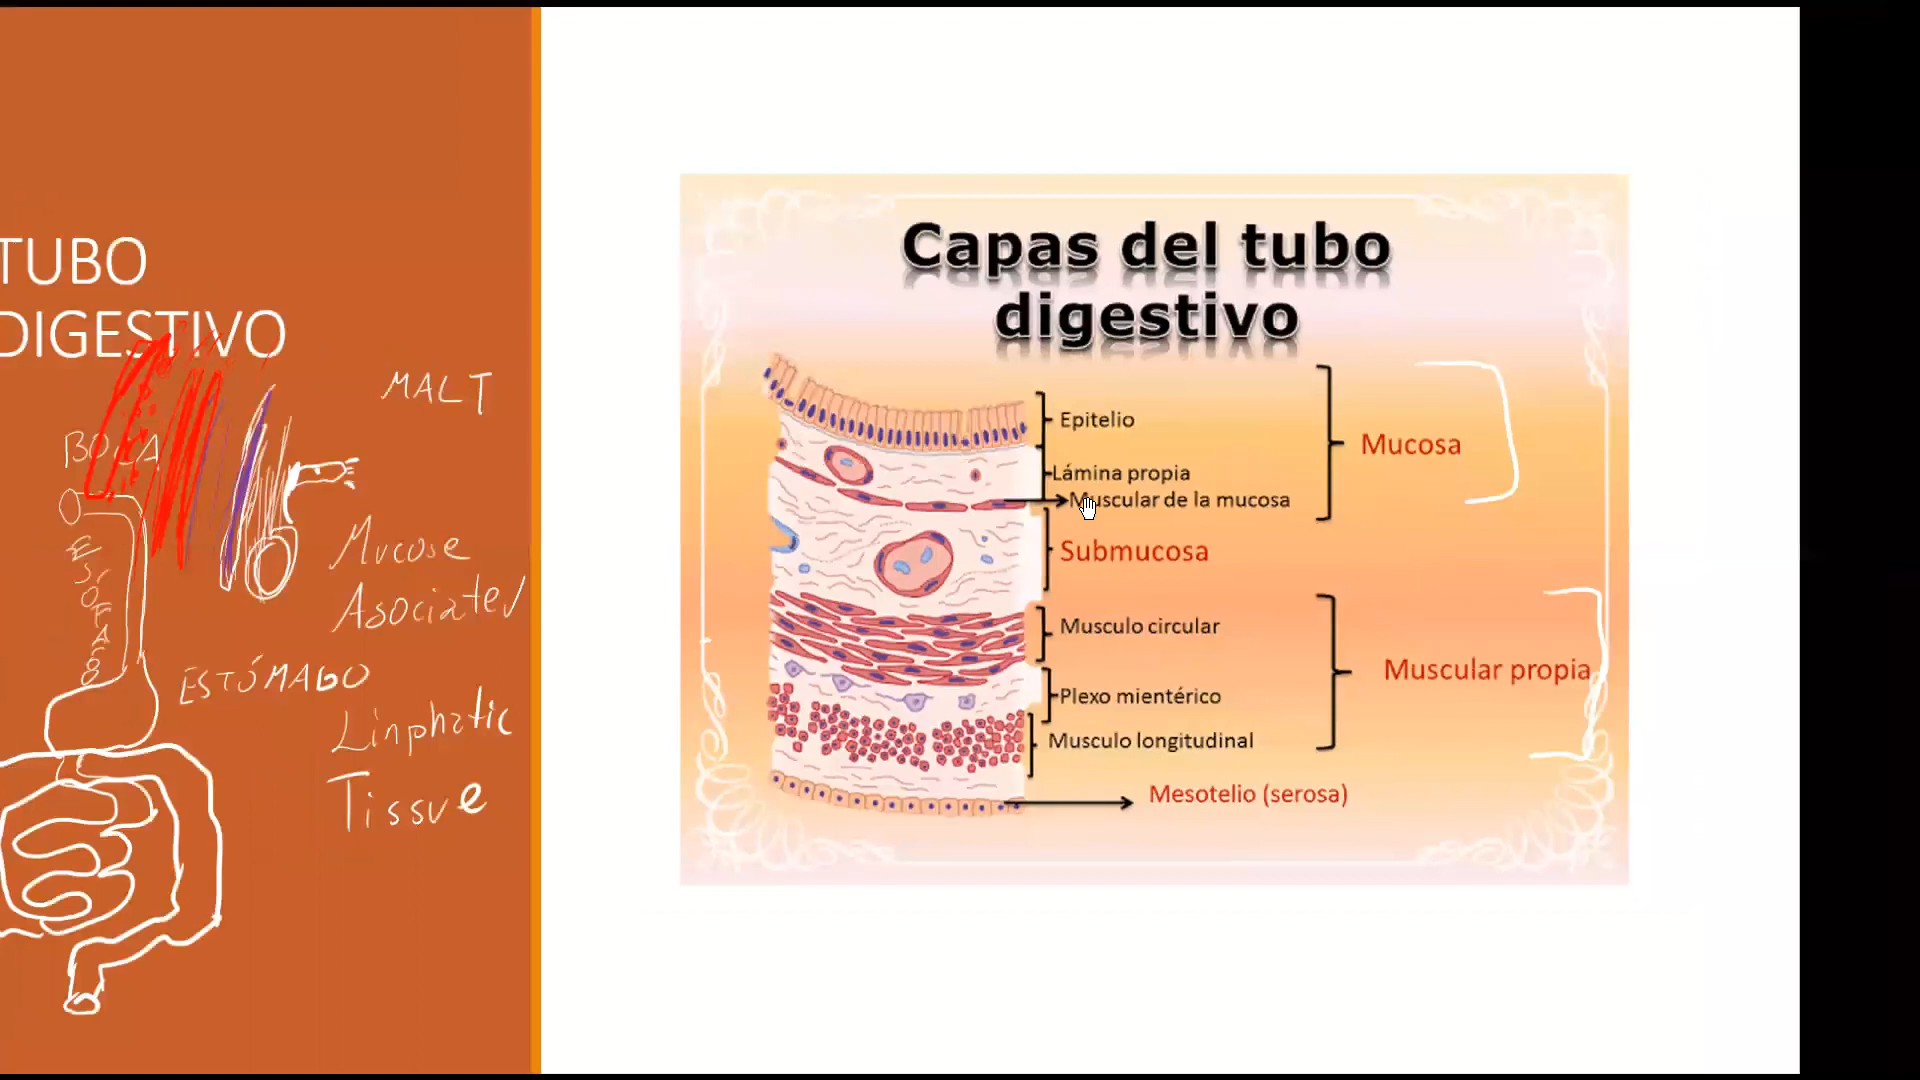 TUBO
DIGESTIVO
MALT
BOCA
ESOFAGO
Mucose
Asociated
ESTÓMAGO
Linphatic
Tissue
Capas del tubo
digestivo
Epitelio
Lámina propia
Muscular de la mucosa
Mucosa
Submucosa
Musculo circular
Plexo mientérico
Musculo longitudinal
Muscular propia
Mesotelio (serosa)